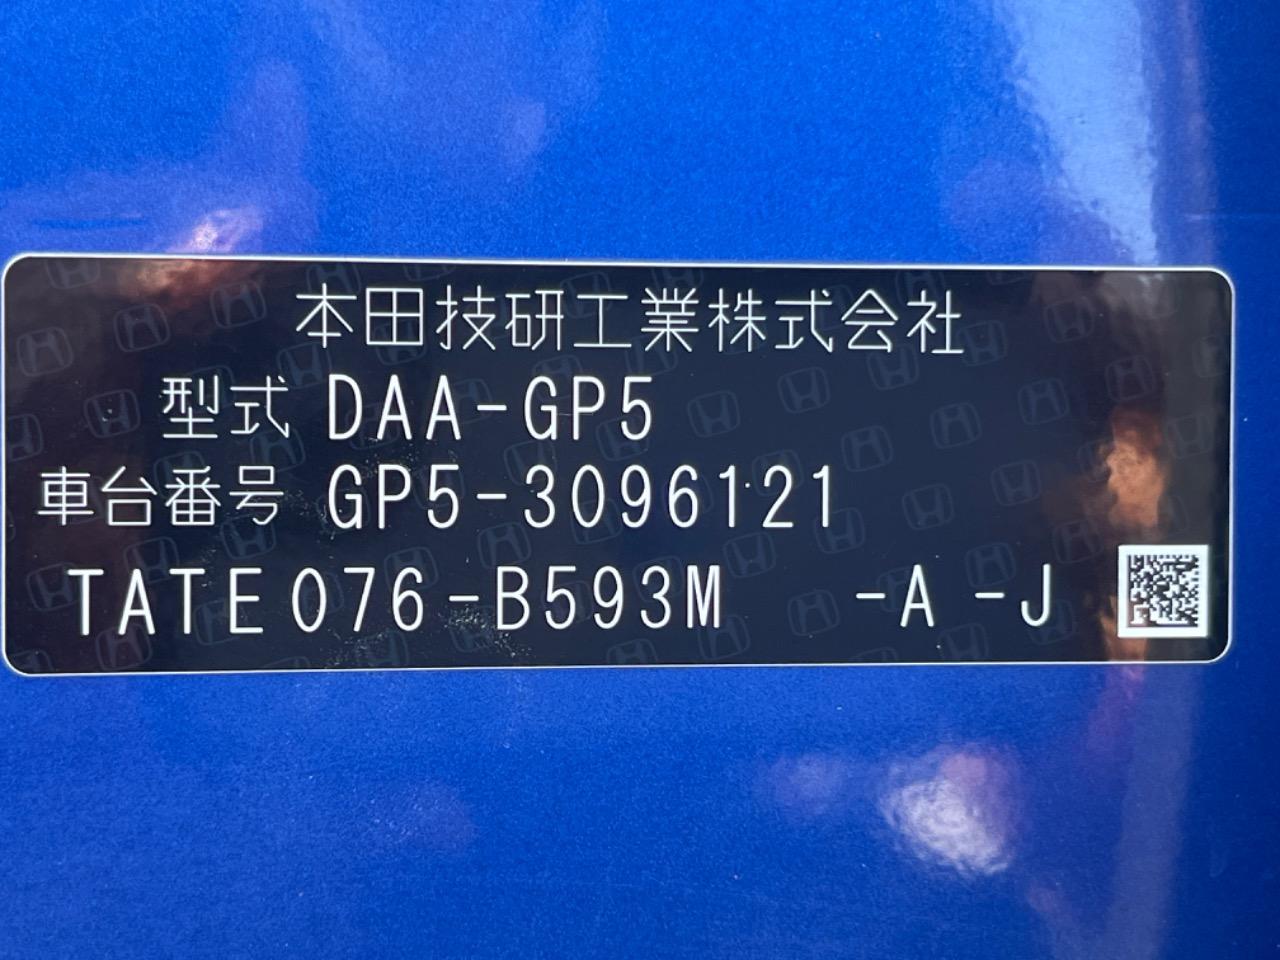 本田技研工業株式会社
型式 DAA-GP5
車台番号 GP5-3096121
TATE076-B593M -A -J